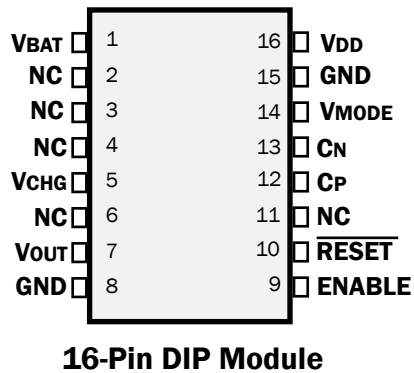 VBAT 1 16 VDD
NC 2 15 GND
NC 3 14 VMODE
NC 4 13 CN
VCHG 5 12 CP
NC 6 11 NC
VOUT 7 10 RESET
GND 8 9 ENABLE
16-Pin DIP Module